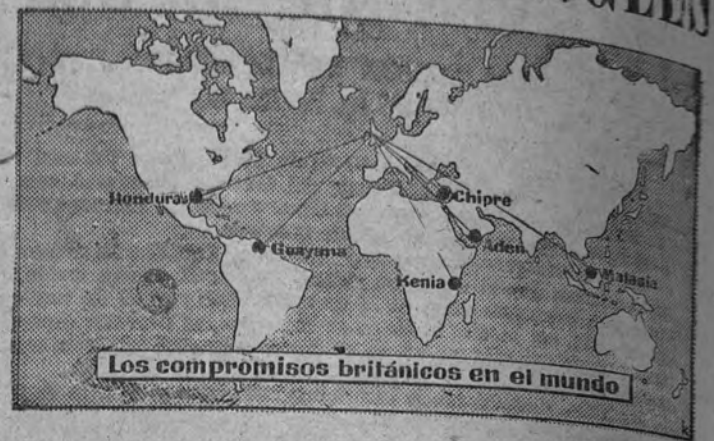 Honduras
Chipre
Guayana
Aden
Malasia
Kenia
Los compromisos británicos en el mundo